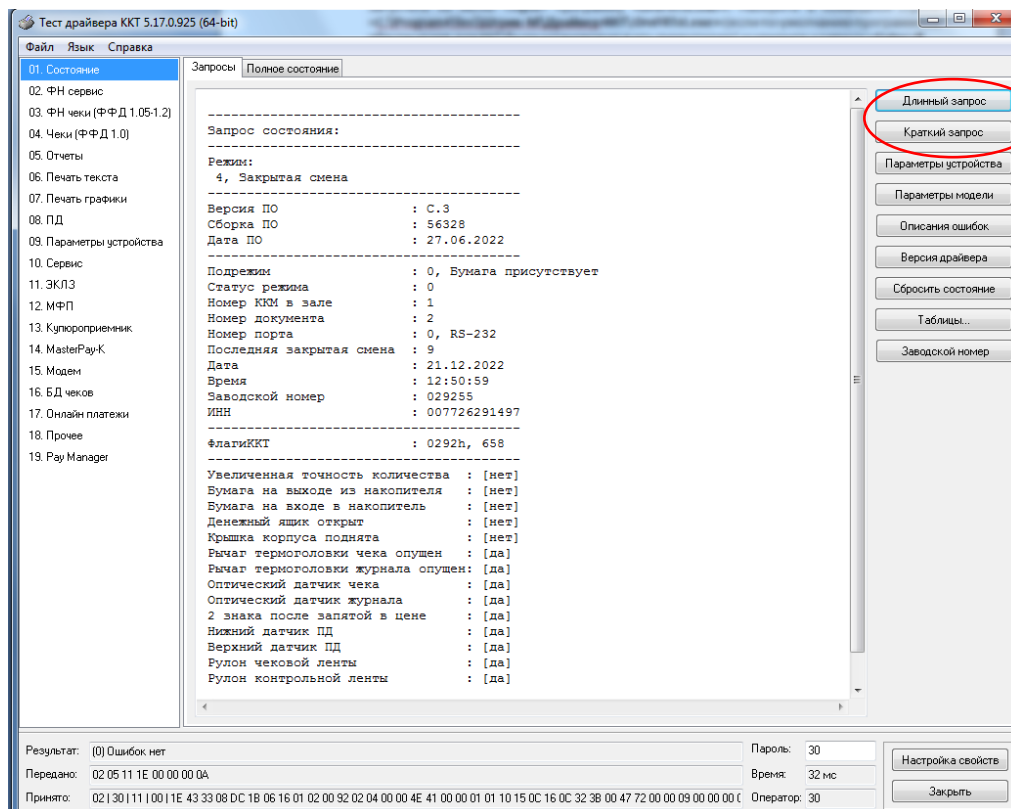 Тест драйвера ККТ 5.17.0.925 (64-bit)
Файл Язык Справка
01. Состояние
02. ФН сервис
03. ФН чеки (ФФД 1.05-1.2)
04. Чеки (ФФД 1.0)
05. Отчеты
06. Печать текста
07. Печать графики
08. ПД
09. Параметры устройства
10. Сервис
11. ЭКЛЗ
12. МФП
13. Купюроприемник
14. MasterPay-K
15. Модем
16. БД чеков
17. Онлайн платежи
18. Прочее
19. Pay Manager
Запросы Полное состояние
----------------------------------------
Запрос состояния:
----------------------------------------
Режим:
4, Закрытая смена
----------------------------------------
Версия ПО : C.3
Сборка ПО : 56328
Дата ПО : 27.06.2022
----------------------------------------
Подрежим : 0, Бумага присутствует
Статус режима : 0
Номер ККМ в зале : 1
Номер документа : 2
Номер порта : 0, RS-232
Последняя закрытая смена : 9
Дата : 21.12.2022
Время : 12:50:59
Заводской номер : 029255
ИНН : 007726291497
----------------------------------------
ФлагиККТ : 0292h, 658
----------------------------------------
Увеличенная точность количества : [нет]
Бумага на выходе из накопителя : [нет]
Бумага на входе в накопитель : [нет]
Денежный ящик открыт : [нет]
Крышка корпуса поднята : [нет]
Рычаг термоголовки чека опущен : [да]
Рычаг термоголовки журнала опущен: [да]
Оптический датчик чека : [да]
Оптический датчик журнала : [да]
2 знака после запятой в цене : [да]
Нижний датчик ПД : [да]
Верхний датчик ПД : [да]
Рулон чековой ленты : [да]
Рулон контрольной ленты : [да]
Длинный запрос
Краткий запрос
Параметры устройства
Параметры модели
Описания ошибок
Версия драйвера
Сбросить состояние
Таблицы...
Заводской номер
Результат: (0) Ошибок нет
Передано: 02 05 11 1E 00 00 00 0A
Принято: 02 | 30 | 11 | 00 | 1E 43 33 08 DC 1B 06 16 01 02 00 92 02 04 00 00 4E 41 00 00 01 01 10 15 0C 16 0C 32 3B 00 47 72 00 00 09 00 00 00
Пароль: 30
Время: 32 мс
Оператор: 30
Настройка свойств
Закрыть